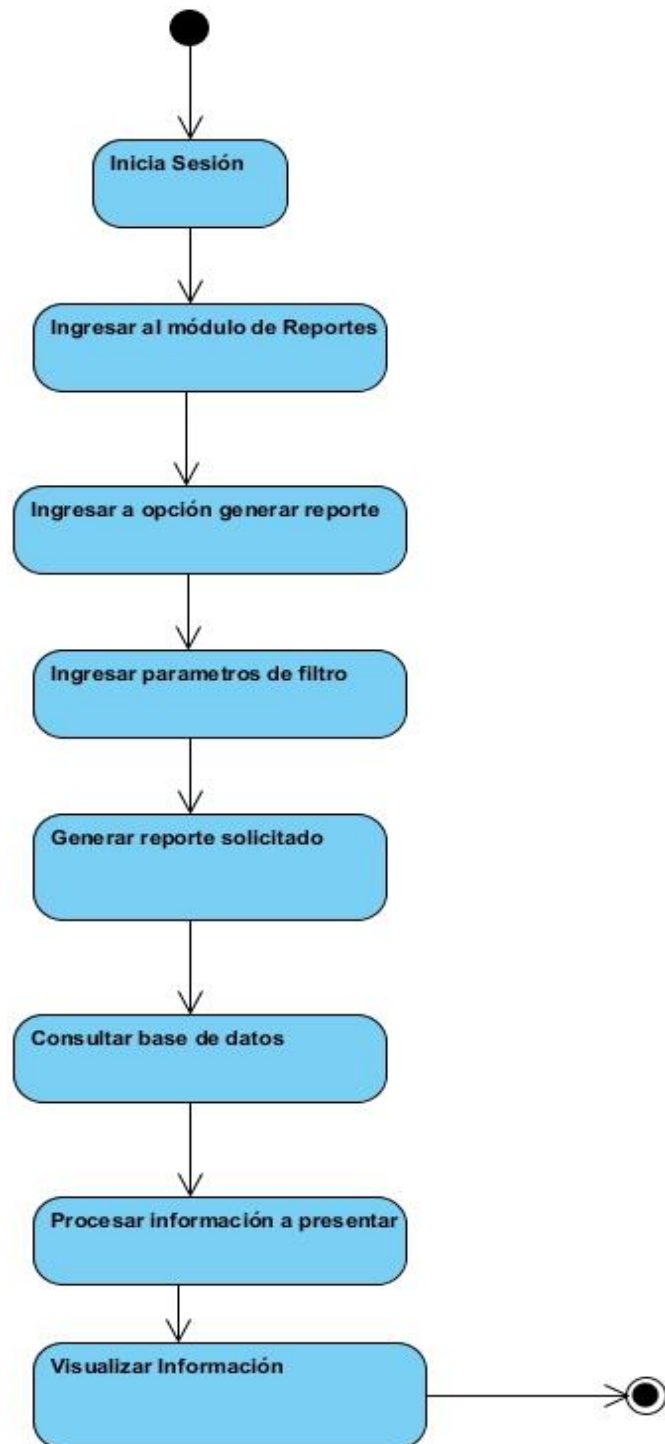 Inicia Sesión
Ingresar al módulo de Reportes
Ingresar a opción generar reporte
Ingresar parametros de filtro
Generar reporte solicitado
Consultar base de datos
Procesar información a presentar
Visualizar Información